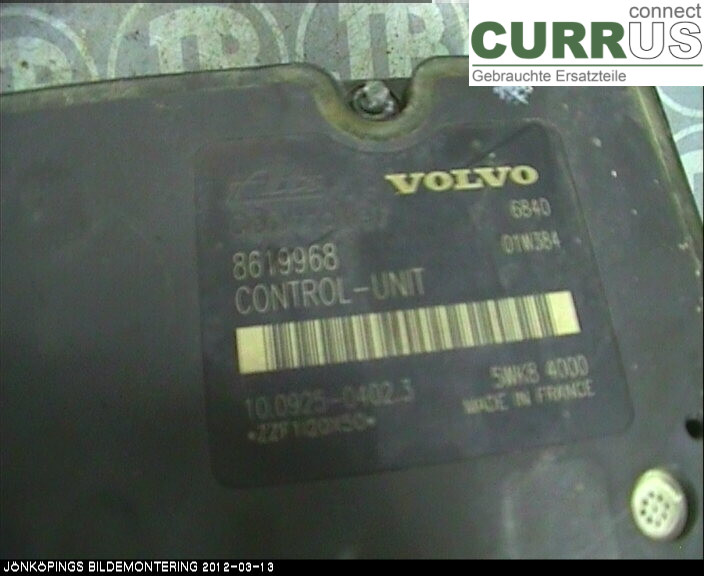 connect
CURRUS
Gebrauchte Ersatzteile
VOLVO
6840
8619968
01W384
CONTROL-UNIT
10.0925-0402.3
5WK8 4000
MADE IN FRANCE
JÖNKÖPINGS BILDEMONTERING 2012-03-13